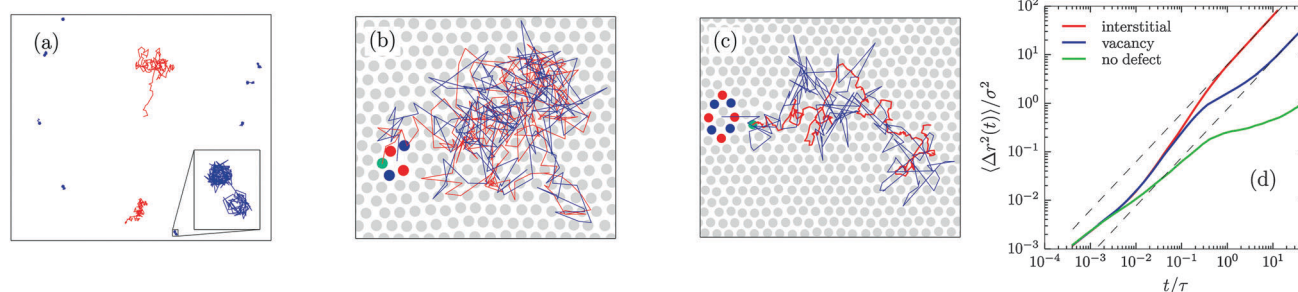 (a)
(b)
(c)
(d)
interstitial
vacancy
no defect
⟨Δr²(t)⟩/σ²
10²
10¹
10⁰
10⁻¹
10⁻²
10⁻³
10⁻⁴ 10⁻³ 10⁻² 10⁻¹ 10⁰ 10¹
t/τ